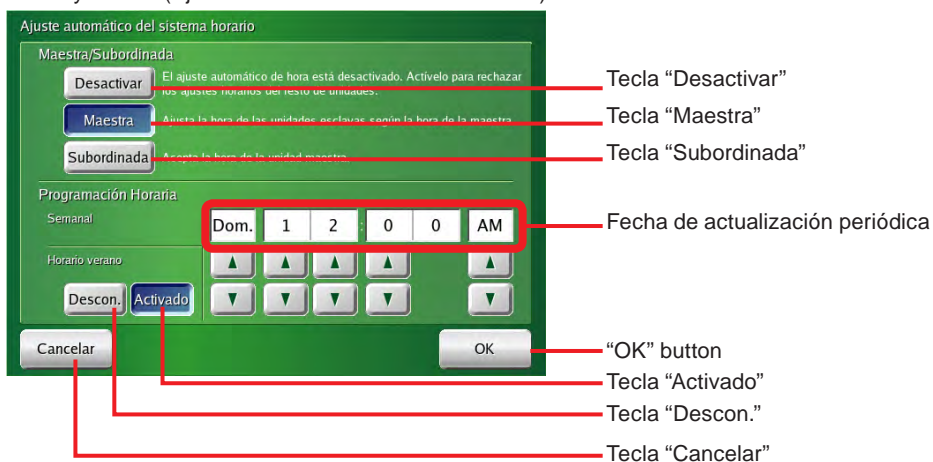 Ajuste automático del sistema horario
Maestra/Subordinada
Desactivar
El ajuste automático de hora está desactivado. Actívelo para rechazar
los ajustes horarios del resto de unidades.
Tecla “Desactivar”
Maestra
Ajusta la hora de las unidades esclavas según la hora de la maestra
Tecla “Maestra”
Subordinada
Acepta la hora de la unidad maestra
Tecla “Subordinada”
Programación Horaria
Semanal
Dom. 1 2 : 0 0 AM
Fecha de actualización periódica
Horario verano
Descon. Activado
Cancelar
OK
“OK” button
Tecla “Activado”
Tecla “Descon.”
Tecla “Cancelar”